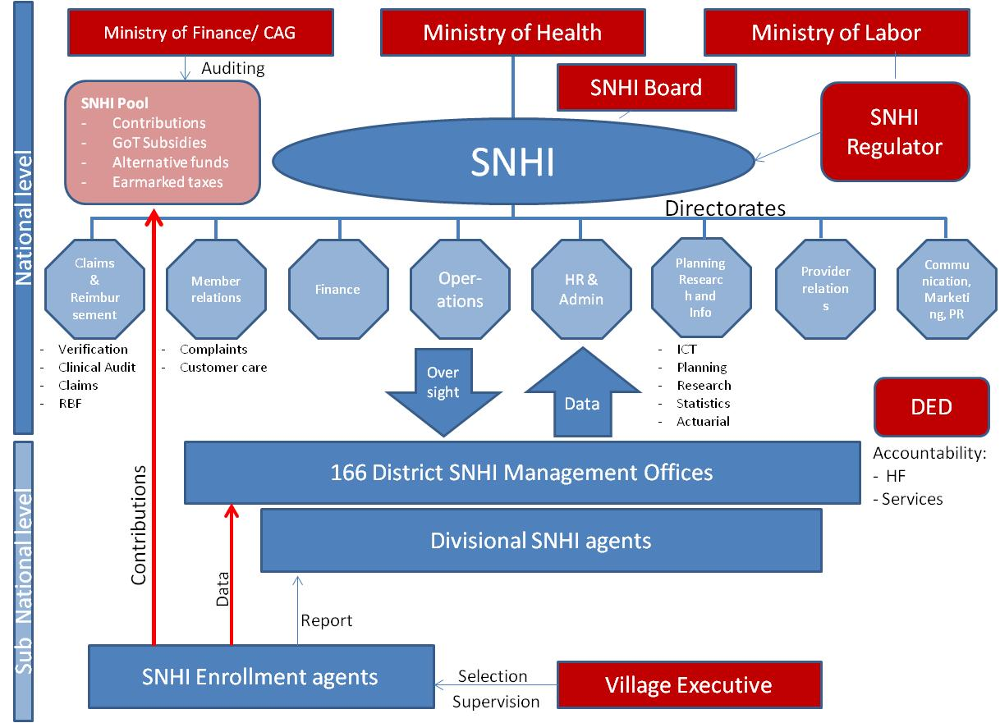 Ministry of Finance/ CAG
Ministry of Health
Ministry of Labor
Auditing
SNHI Board
SNHI Pool
- Contributions
- GoT Subsidies
- Alternative funds
- Earmarked taxes
SNHI
SNHI
Regulator
National level
Directorates
Claims
&
Reimbur
sement
Member
relations
Finance
Oper-
ations
HR &
Admin
Planning
Researc
h and
Info
Provider
relation
s
Commu
nication,
Marketi
ng, PR
- Verification
- Clinical Audit
- Claims
- RBF
- Complaints
- Customer care
Over
sight
Data
- ICT
- Planning
- Research
- Statistics
- Actuarial
DED
Accountability:
- HF
- Services
Sub National level
166 District SNHI Management Offices
Divisional SNHI agents
Contributions
Data
Report
SNHI Enrollment agents
Selection
Supervision
Village Executive